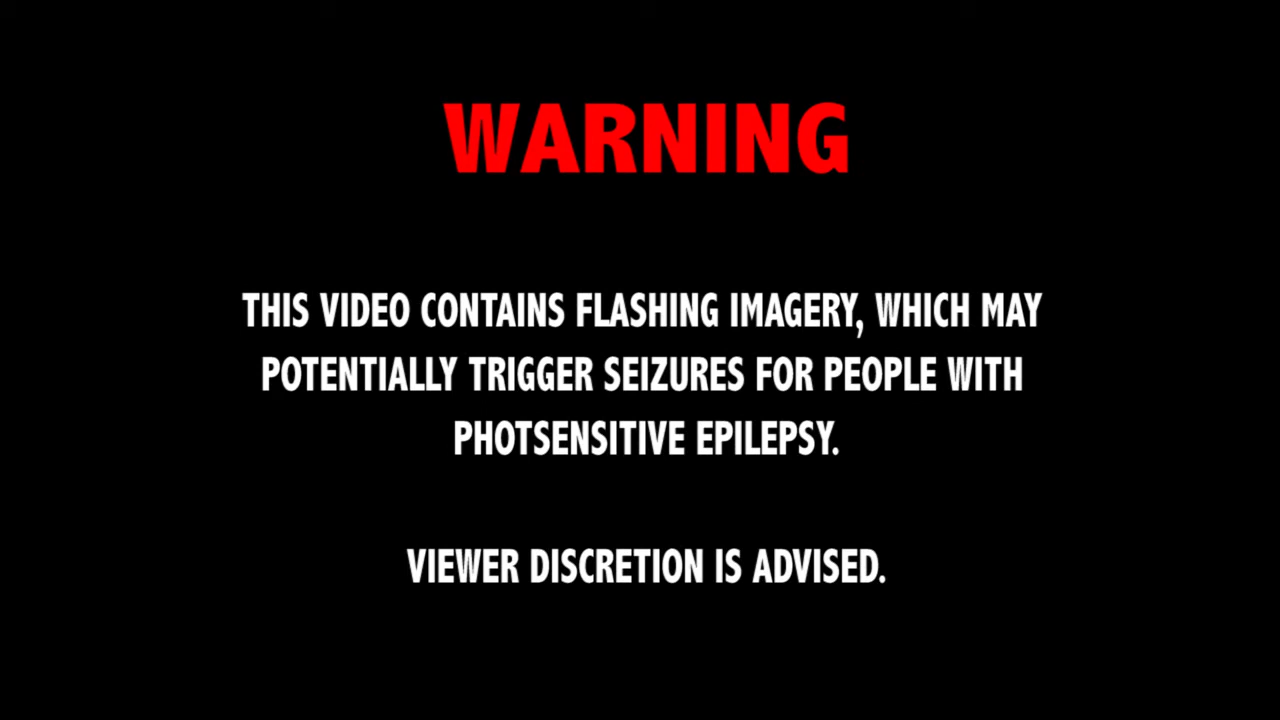 WARNING
THIS VIDEO CONTAINS FLASHING IMAGERY, WHICH MAY
POTENTIALLY TRIGGER SEIZURES FOR PEOPLE WITH
PHOTSENSITIVE EPILEPSY.
VIEWER DISCRETION IS ADVISED.